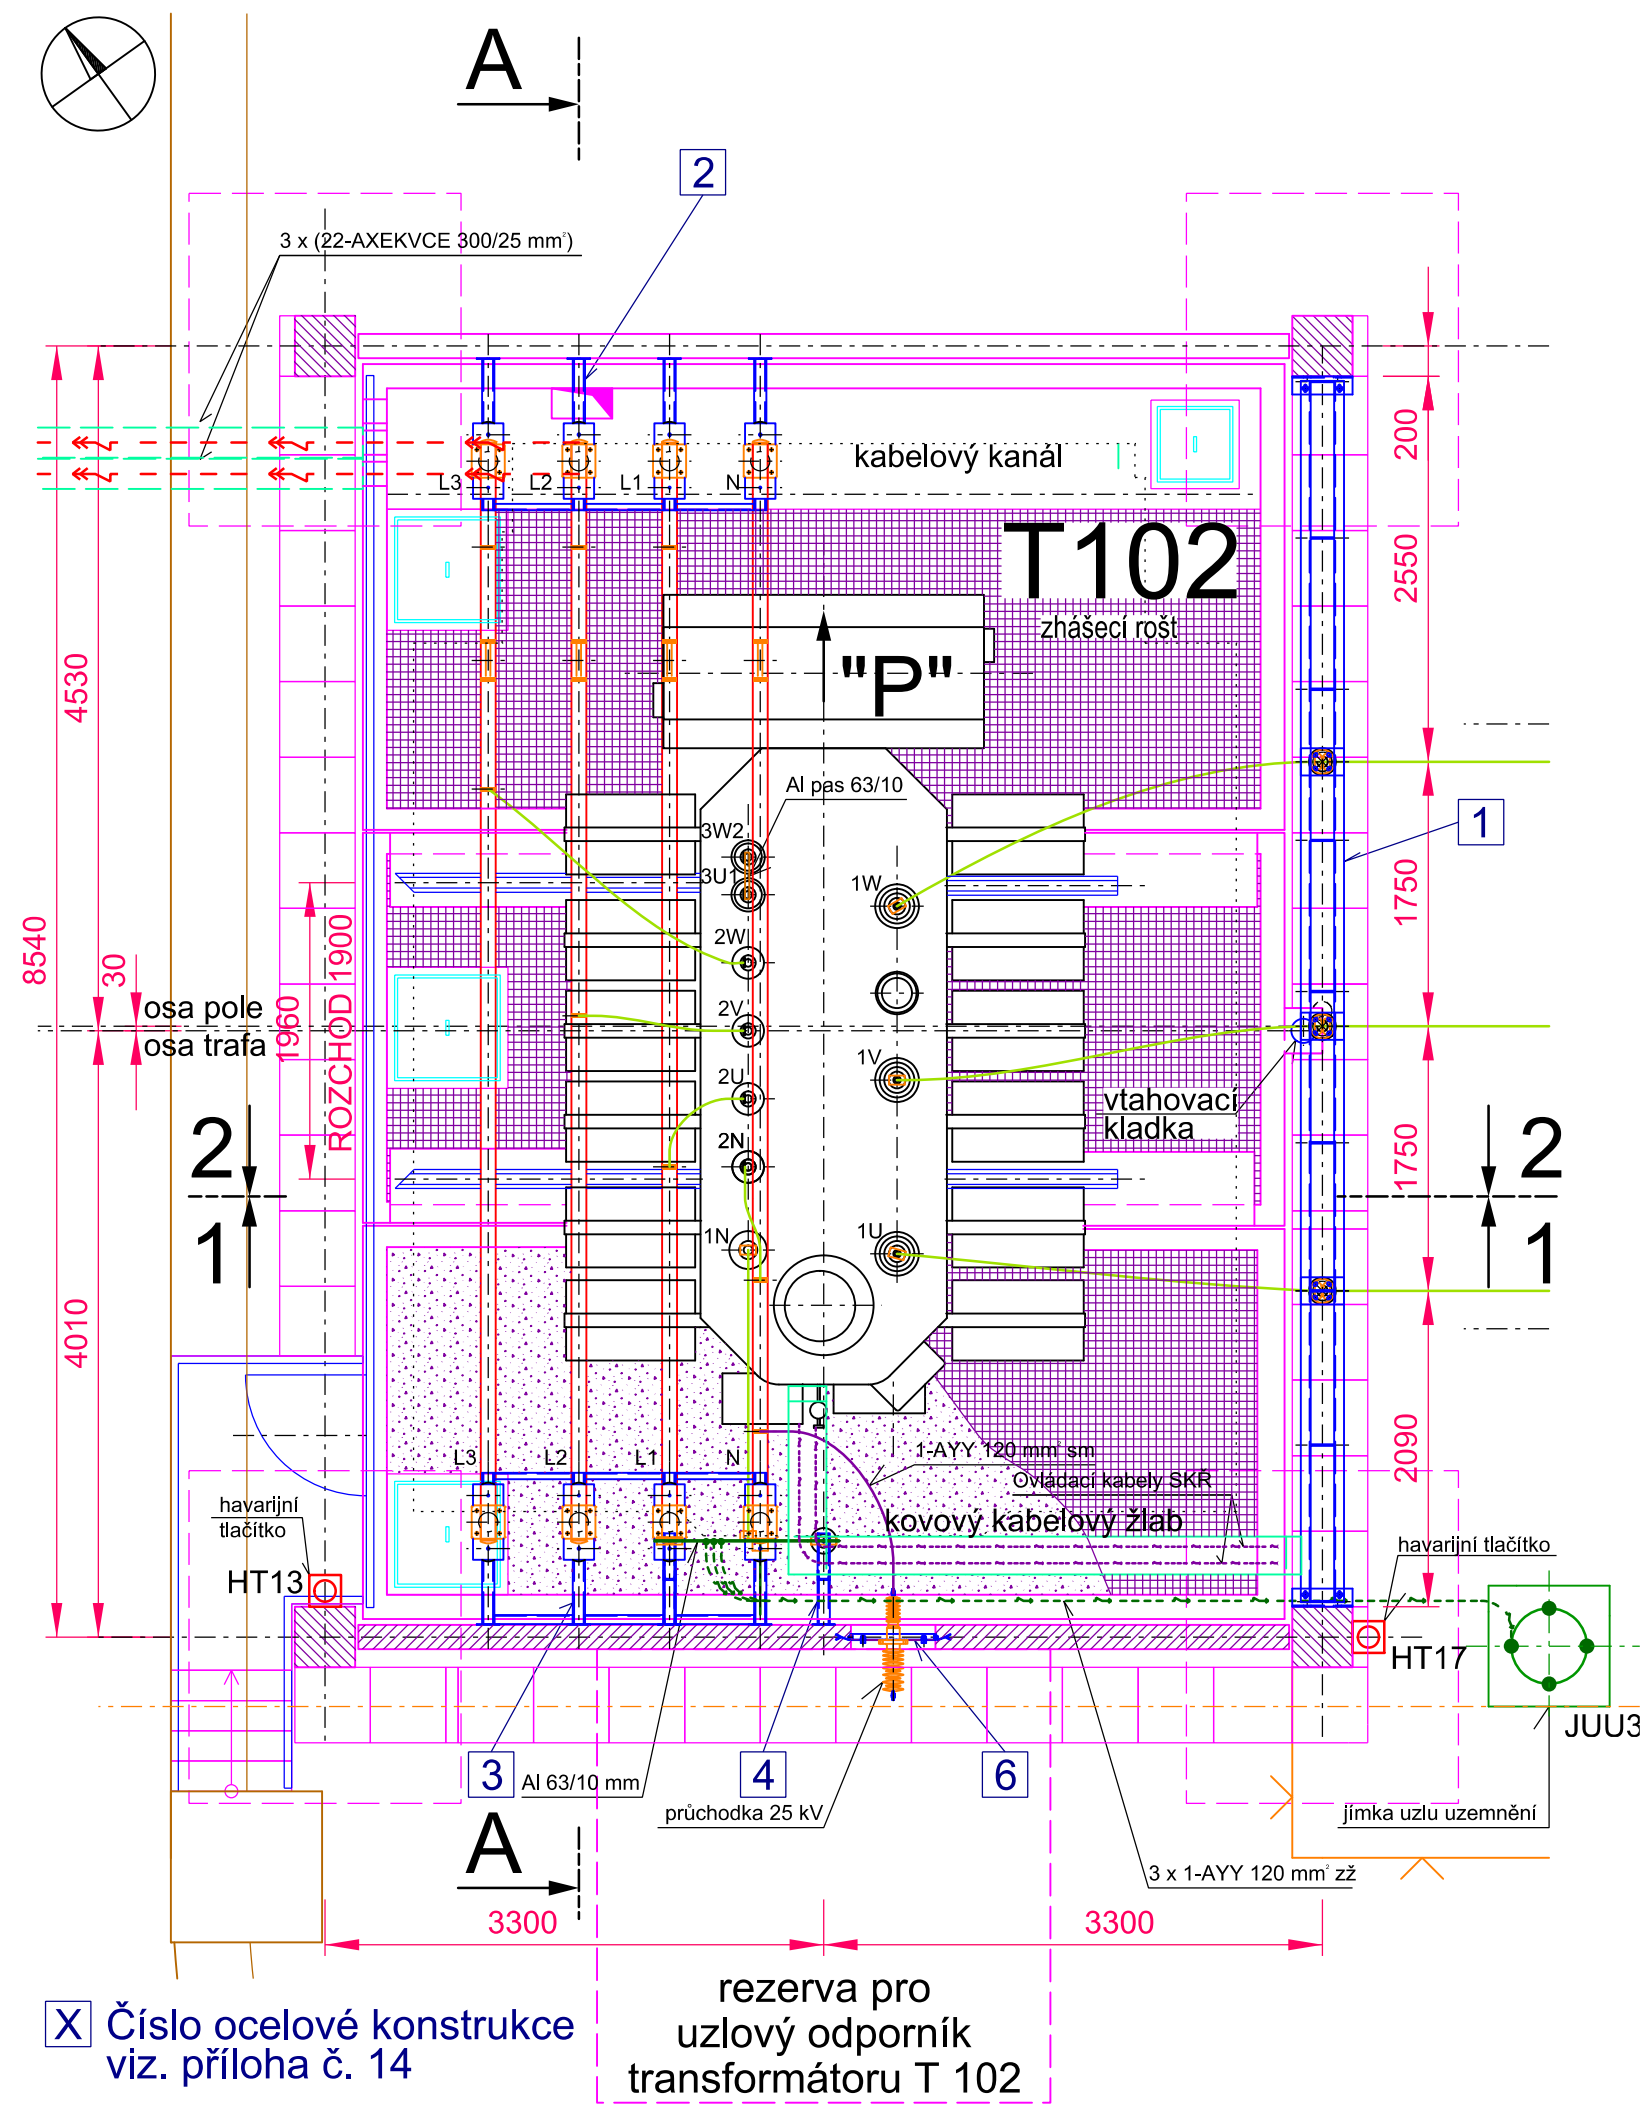 A
2
3 x (22-AXEKVCE 300/25 mm²)
kabelový kanál
L3
L2
L1
N
T102
zhášecí rošt
"P"
200
2550
4530
Al pas 63/10
3W2
3U1
1W
1
1750
2W
8540
30
ROZCHOD 1900
1960
osa pole
osa trafa
2V
1V
2U
vtahovací
kladka
2N
2
1
2
1
1750
1N
1U
4010
2090
L3
L2
L1
N
1-AYY 120 mm² sm
Ovládací kabely SKŘ
kovový kabelový žlab
havarijní
tlačítko
HT13
havarijní tlačítko
HT17
JUU3
3
Al 63/10 mm
4
6
průchodka 25 kV
jímka uzlu uzemnění
A
3 x 1-AYY 120 mm² zž
3300
3300
rezerva pro
uzlový odporník
transformátoru T 102
X Číslo ocelové konstrukce
viz. příloha č. 14